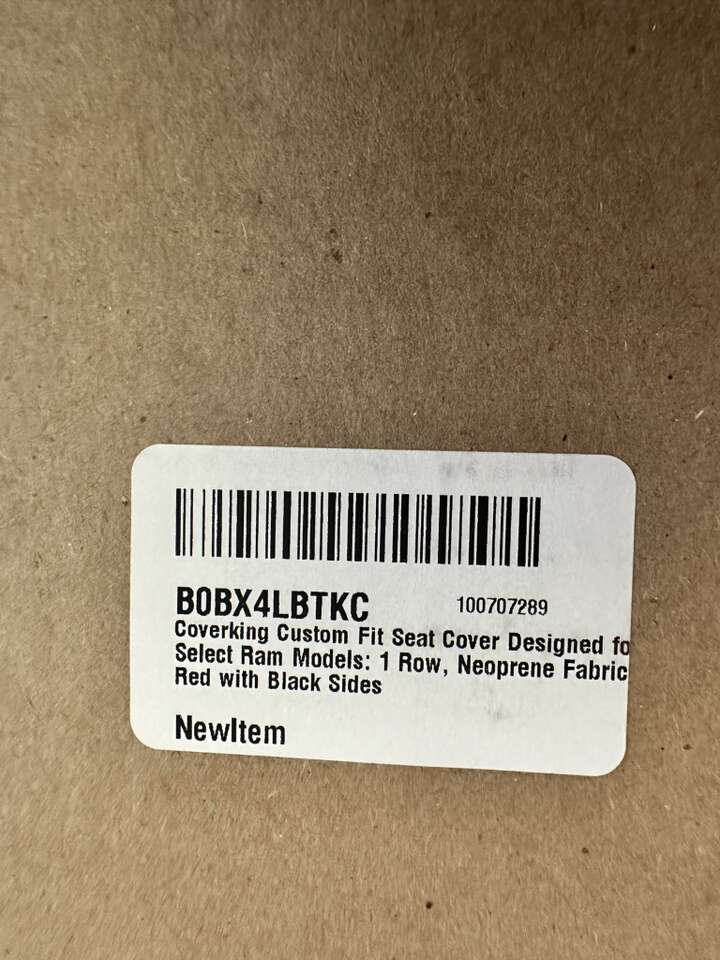 B0BX4LBTKC 100707289
Coverking Custom Fit Seat Cover Designed fo
Select Ram Models: 1 Row, Neoprene Fabric
Red with Black Sides
NewItem